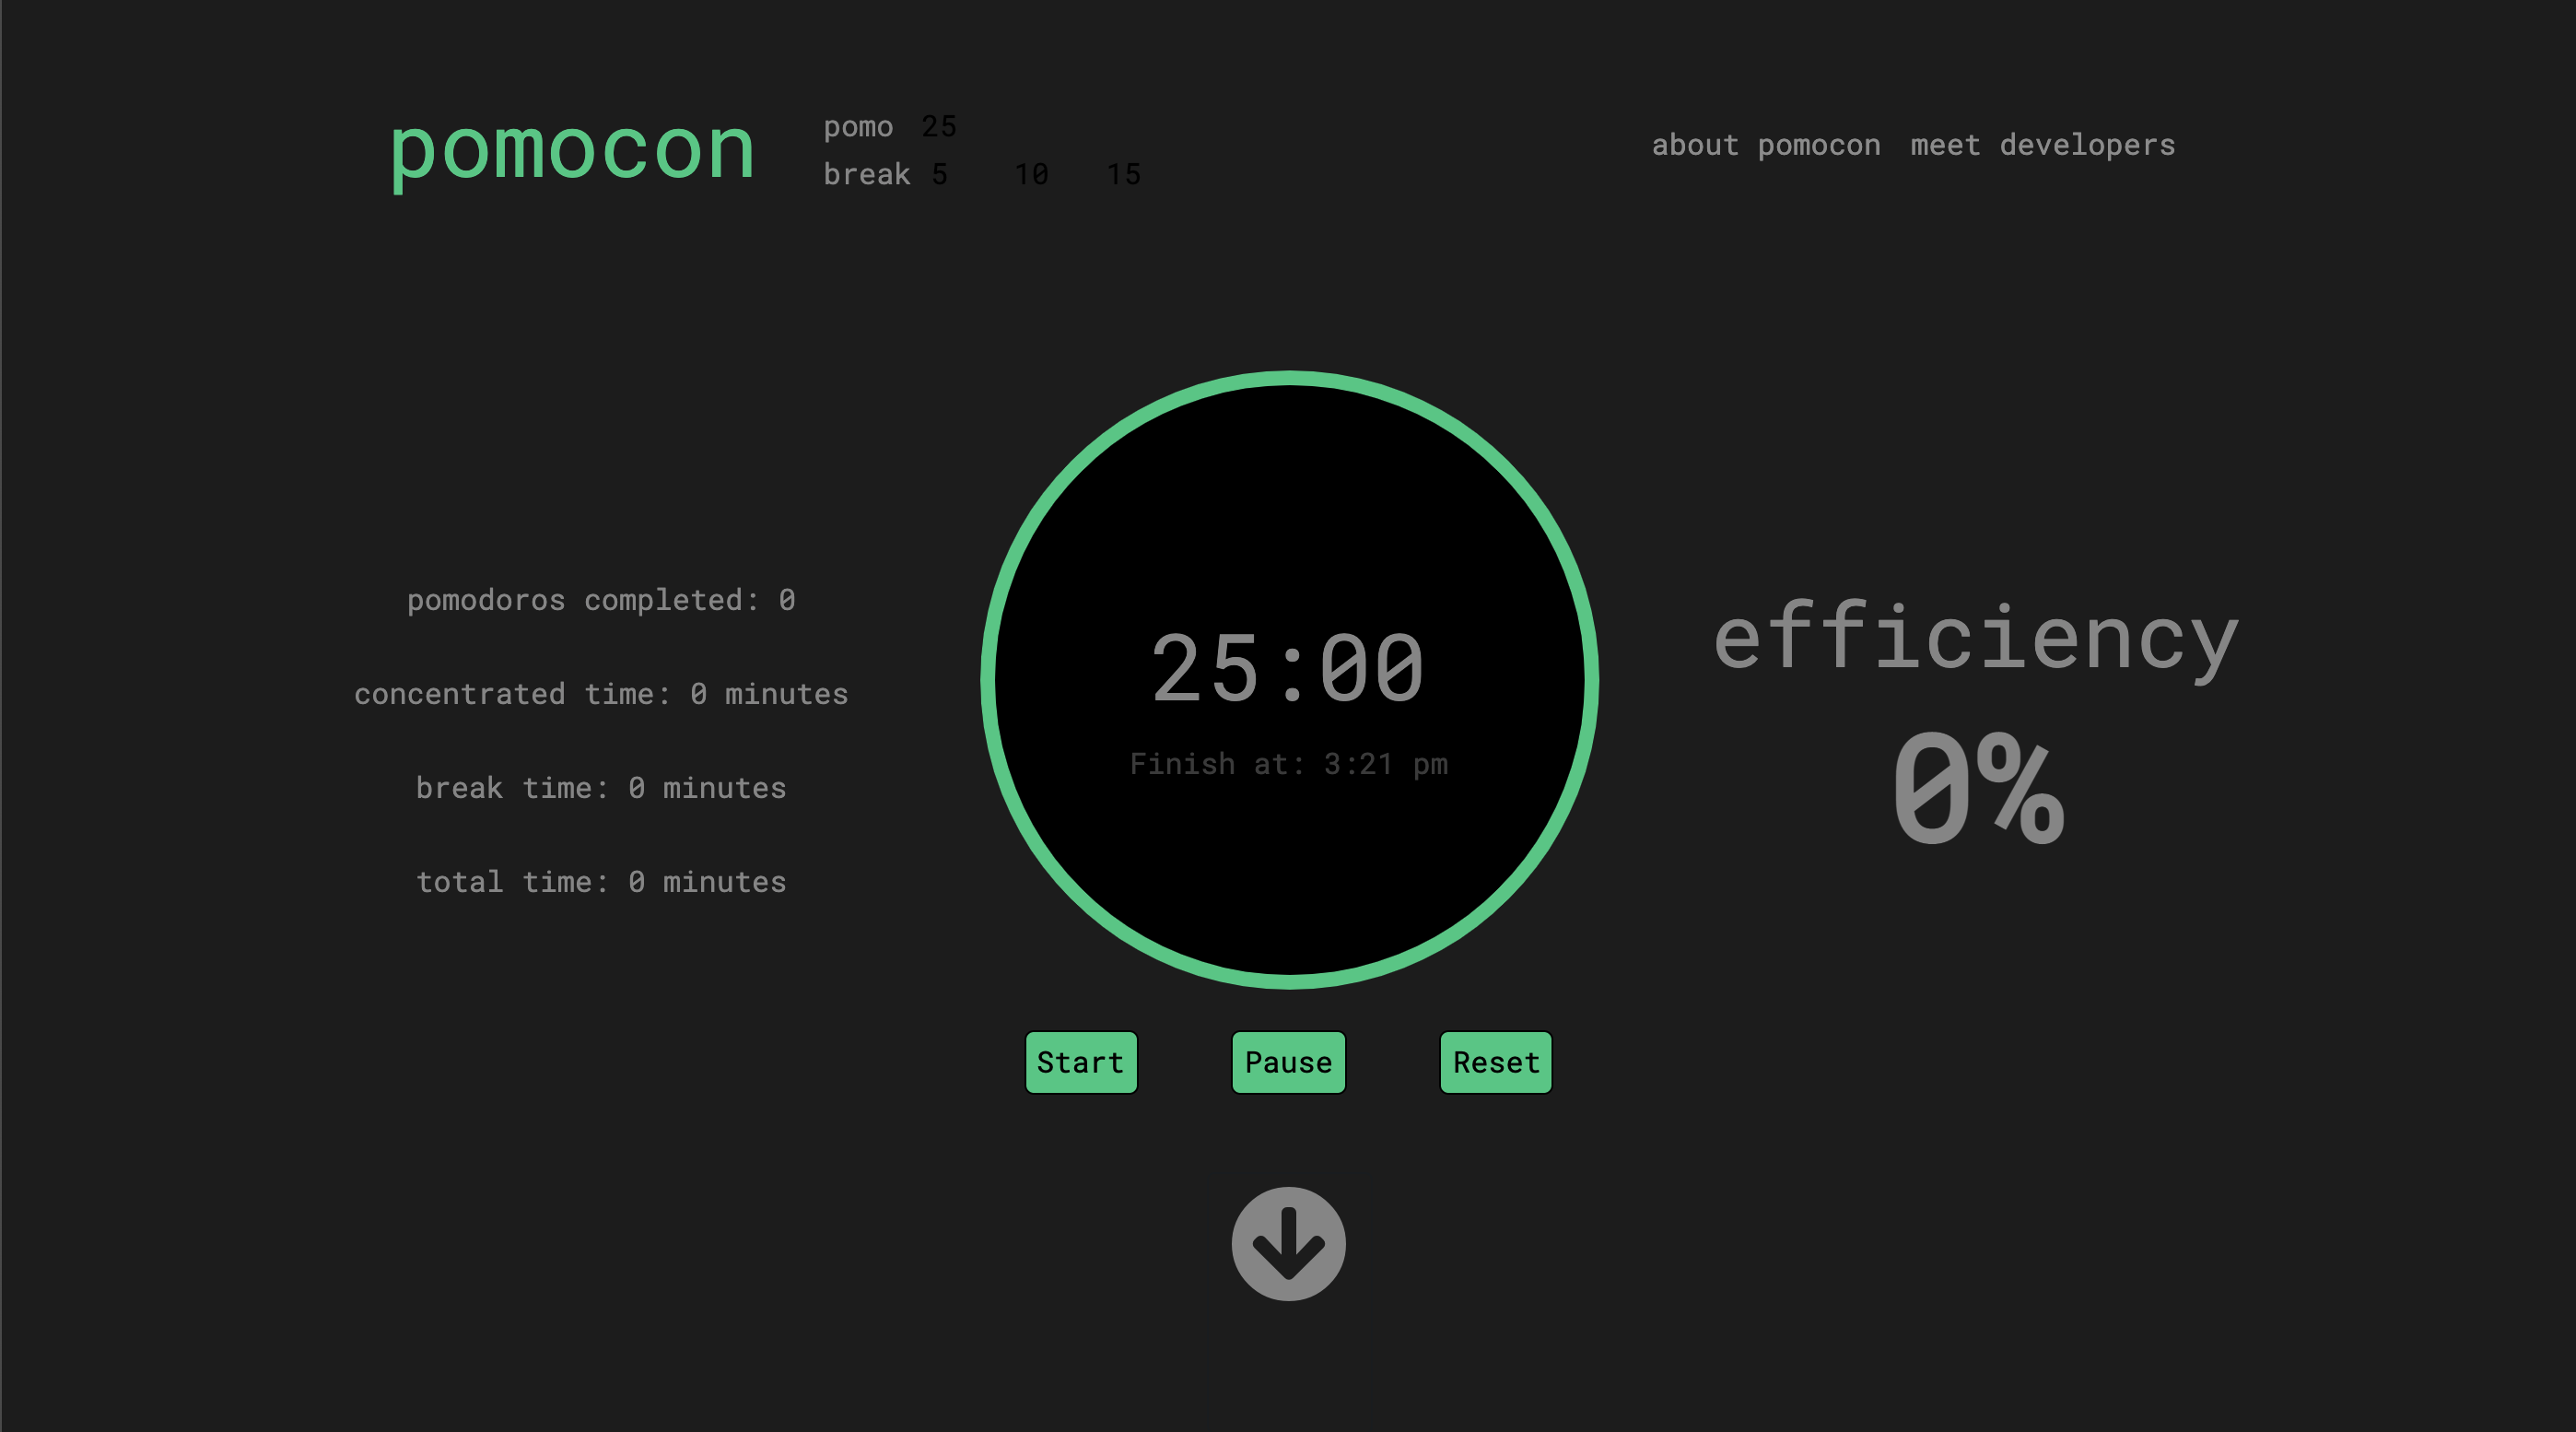 pomocon
pomo 25
break 5 10 15
about pomocon meet developers
pomodoros completed: 0
concentrated time: 0 minutes
break time: 0 minutes
total time: 0 minutes
25:00
Finish at: 3:21 pm
efficiency
0%
Start Pause Reset